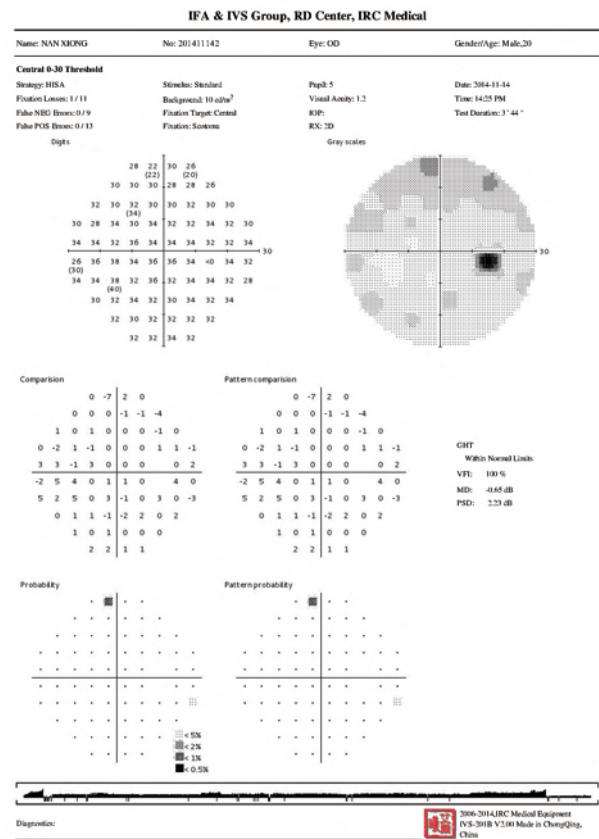 IFA & IVS Group, RD Center, IRC Medical
Name: NAN XIONG No: 201411142 Eye: OD Gender/Age: Male,20
Central 0-30 Threshold
Strategy: HISA Stimulus: Standard Pupil: 5 Date: 2014-11-14
Fixation Losses: 1 / 11 Background: 10 cd/m² Visual Acuity: 1.2 Time: 14:25 PM
False NEG Errors: 0 / 9 Fixation Target: Central IOP: Test Duration: 3 ' 44 "
False POS Errors: 0 / 13 Fixation: Scotoma RX: 2D
Digits Gray scales
28 22 30 26
(22) (20)
30 30 30 28 28 26
32 30 32 30 30 32 30 30
(34)
30 28 34 30 34 32 32 34 32 30
34 34 32 36 34 34 34 32 32 34
30 30
26 36 38 34 36 36 34 <0 34 32
(30)
34 34 38 32 36 32 34 34 32 28
(40)
30 32 34 32 30 34 32 34
32 30 32 32 32 32
32 32 34 32
Comparision Pattern comparision
0 -7 2 0 0 -7 2 0
0 0 0 -1 -1 -4 0 0 0 -1 -1 -4
1 0 1 0 0 0 -1 0 1 0 1 0 0 0 -1 0
0 -2 1 -1 0 0 0 1 1 -1 0 -2 1 -1 0 0 0 1 1 -1
3 3 -1 3 0 0 0 0 2 3 3 -1 3 0 0 0 0 2
-2 5 4 0 1 1 0 4 0 -2 5 4 0 1 1 0 4 0
5 2 5 0 3 -1 0 3 0 -3 5 2 5 0 3 -1 0 3 0 -3
0 1 1 -1 -2 2 0 2 0 1 1 -1 -2 2 0 2
1 0 1 0 0 0 1 0 1 0 0 0
2 2 1 1 2 2 1 1
GHT
Within Normal Limits
VFI: 100 %
MD: -0.65 dB
PSD: 2.23 dB
Probability Pattern probability
< 5%
< 2%
< 1%
< 0.5%
Diagnostics:
2006-2014,IRC Medical Equipment
IVS-201B V2.00 Made in ChongQing,
China